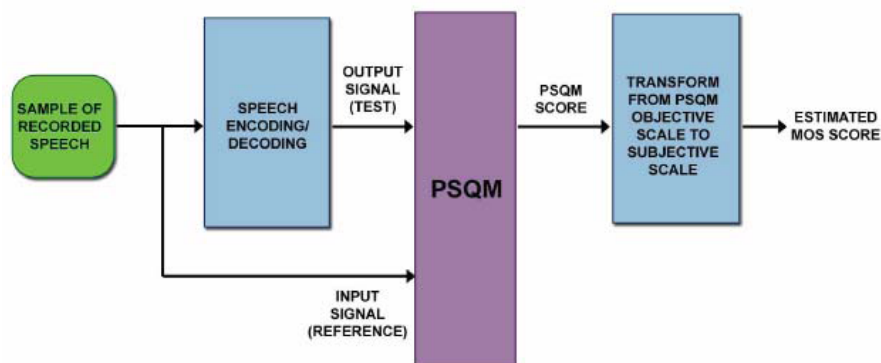 SAMPLE OF
RECORDED
SPEECH
SPEECH
ENCODING/
DECODING
OUTPUT
SIGNAL
(TEST)
INPUT
SIGNAL
(REFERENCE)
PSQM
PSQM
SCORE
TRANSFORM
FROM PSQM
OBJECTIVE
SCALE TO
SUBJECTIVE
SCALE
ESTIMATED
MOS SCORE